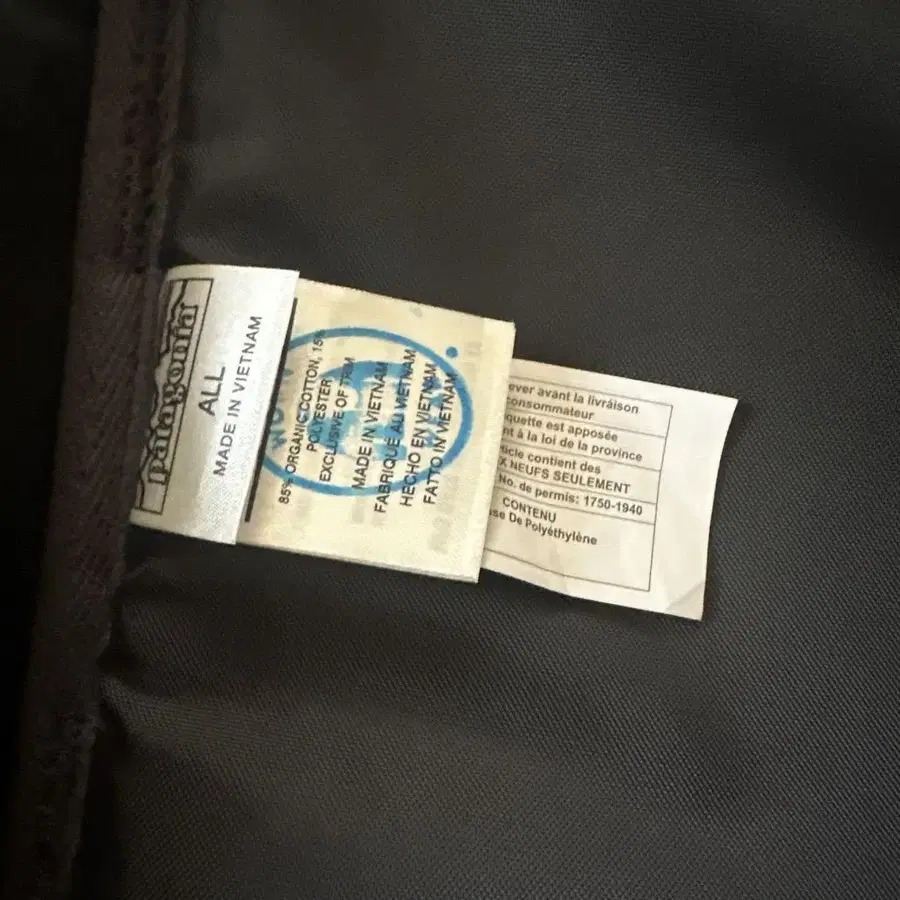 patagonia
ALL
MADE IN VIETNAM
85% ORGANIC COTTON, 15%
POLYESTER
EXCLUSIVE OF TRIM
MADE IN VIETNAM
FABRIQUÉ AU VIETNAM
HECHO EN VIETNAM
FATTO IN VIETNAM
ever avant la livraison
consommateur
quette est apposée
nt à la loi de la province
ticle contient des
X NEUFS SEULEMENT
No. de permis: 1750-1940
CONTENU
se De Polyéthylène